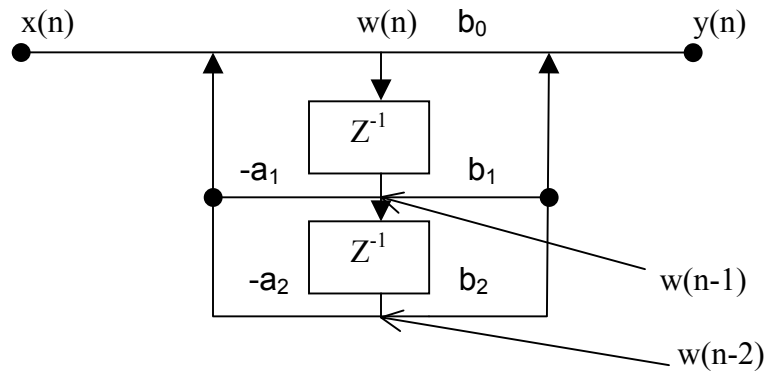 x(n) w(n) b₀ y(n)
Z⁻¹
-a₁ b₁
Z⁻¹
-a₂ b₂
w(n-1)
w(n-2)